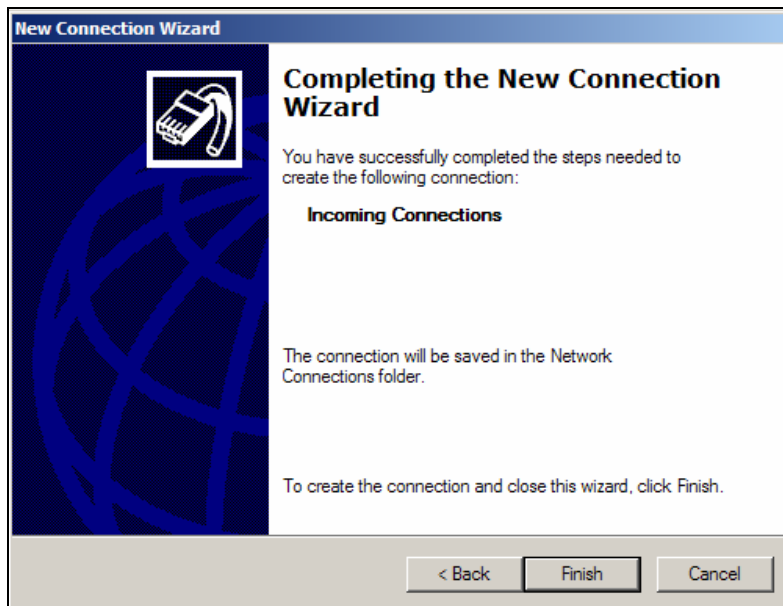 New Connection Wizard
Completing the New Connection
Wizard
You have successfully completed the steps needed to
create the following connection:
Incoming Connections
The connection will be saved in the Network
Connections folder.
To create the connection and close this wizard, click Finish.
< Back Finish Cancel